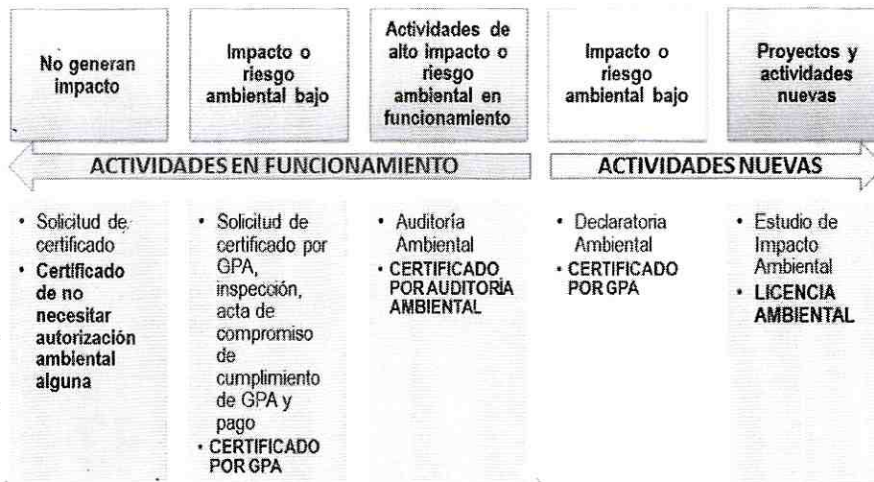 No generan
impacto
Impacto o
riesgo
ambiental bajo
Actividades de
alto impacto o
riesgo
ambiental en
funcionamiento
Impacto o
riesgo
ambiental bajo
Proyectos y
actividades
nuevas
ACTIVIDADES EN FUNCIONAMIENTO
ACTIVIDADES NUEVAS
• Solicitud de
certificado
• Certificado
de no
necesitar
autorización
ambiental
alguna
• Solicitud de
certificado por
GPA,
inspección,
acta de
compromiso
de
cumplimiento
de GPA y
pago
• CERTIFICADO
POR GPA
• Auditoría
Ambiental
• CERTIFICADO
POR AUDITORÍA
AMBIENTAL
• Declaratoria
Ambiental
• CERTIFICADO
POR GPA
• Estudio de
Impacto
Ambiental
• LICENCIA
AMBIENTAL